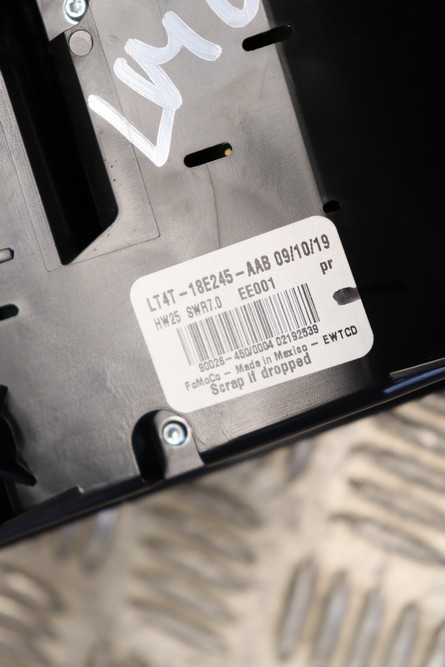 LT4T-18E245-AAB 09/10/19
HW25 SWR7.0 EE001 pr
90026-450/0004 02192539
FoMoCo - Made in Mexico - EWTCD
Scrap if dropped